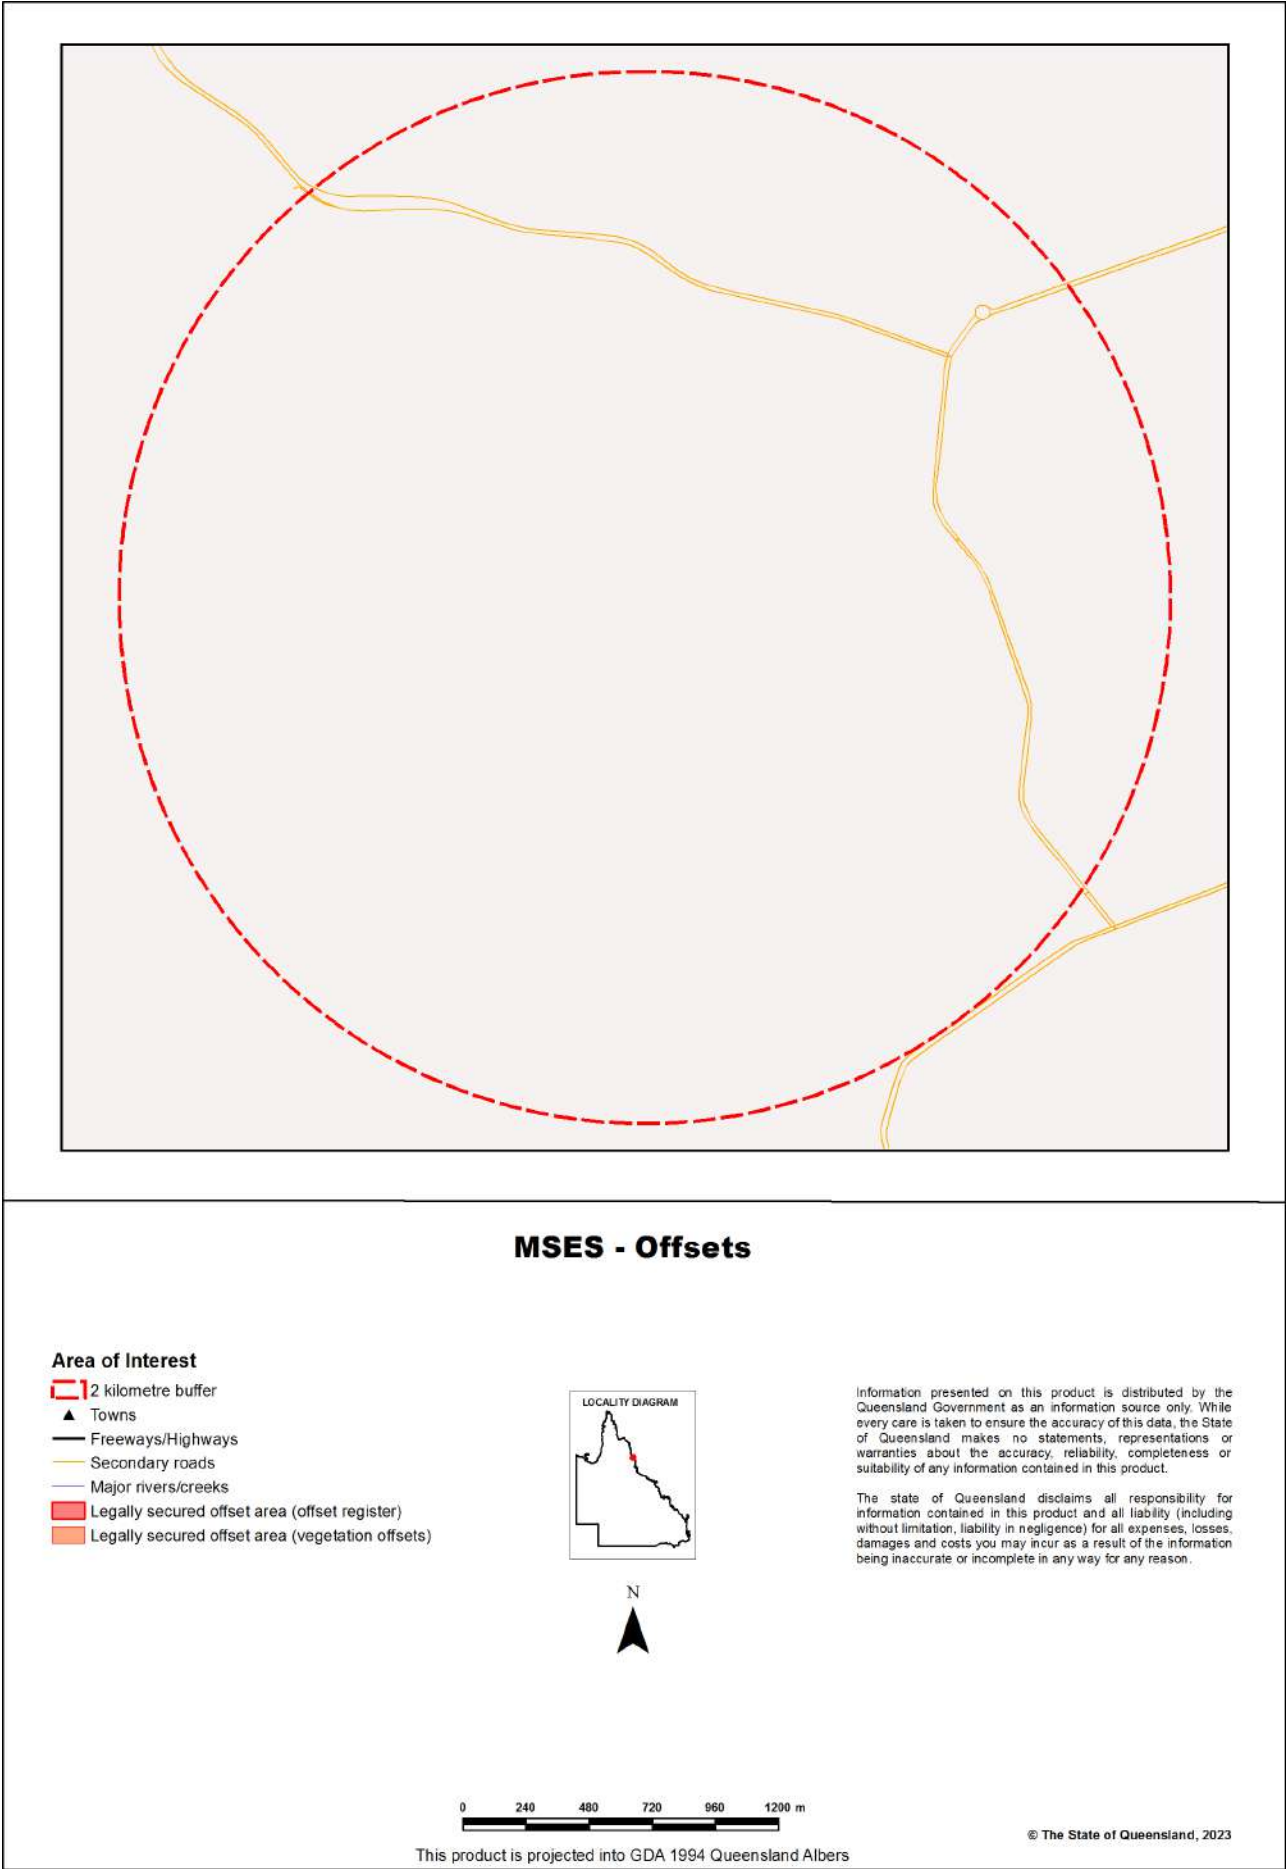 MSES - Offsets
Area of Interest
2 kilometre buffer
Towns
Freeways/Highways
Secondary roads
Major rivers/creeks
Legally secured offset area (offset register)
Legally secured offset area (vegetation offsets)
LOCALITY DIAGRAM
N
Information presented on this product is distributed by the
Queensland Government as an information source only. While
every care is taken to ensure the accuracy of this data, the State
of Queensland makes no statements, representations or
warranties about the accuracy, reliability, completeness or
suitability of any information contained in this product.
The state of Queensland disclaims all responsibility for
information contained in this product and all liability (including
without limitation, liability in negligence) for all expenses, losses,
damages and costs you may incur as a result of the information
being inaccurate or incomplete in any way for any reason.
0 240 480 720 960 1200 m
This product is projected into GDA 1994 Queensland Albers
© The State of Queensland, 2023